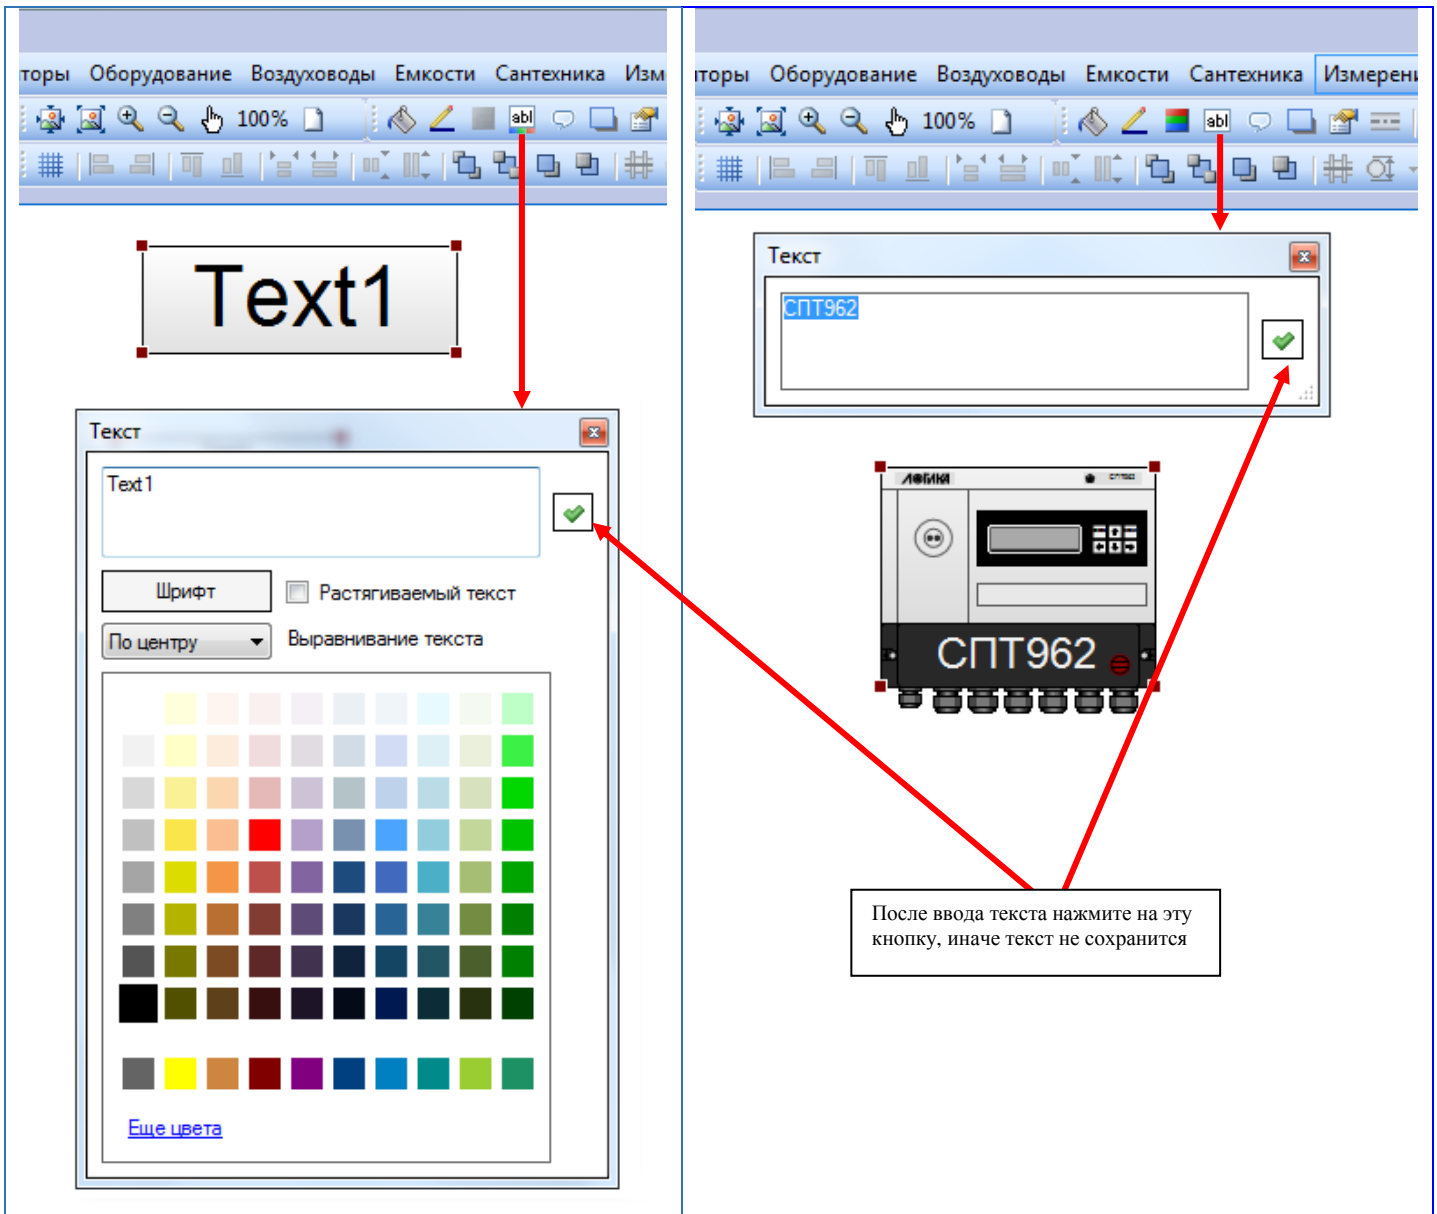 торы Оборудование Воздуховоды Емкости Сантехника Изм
100% abl
Text1
Текст
Text1
Шрифт Растягиваемый текст
По центру Выравнивание текста
Еще цвета
торы Оборудование Воздуховоды Емкости Сантехника Измерени
100% abl
Текст
СПТ962
ЛОГИКА
СПТ962
После ввода текста нажмите на эту
кнопку, иначе текст не сохранится